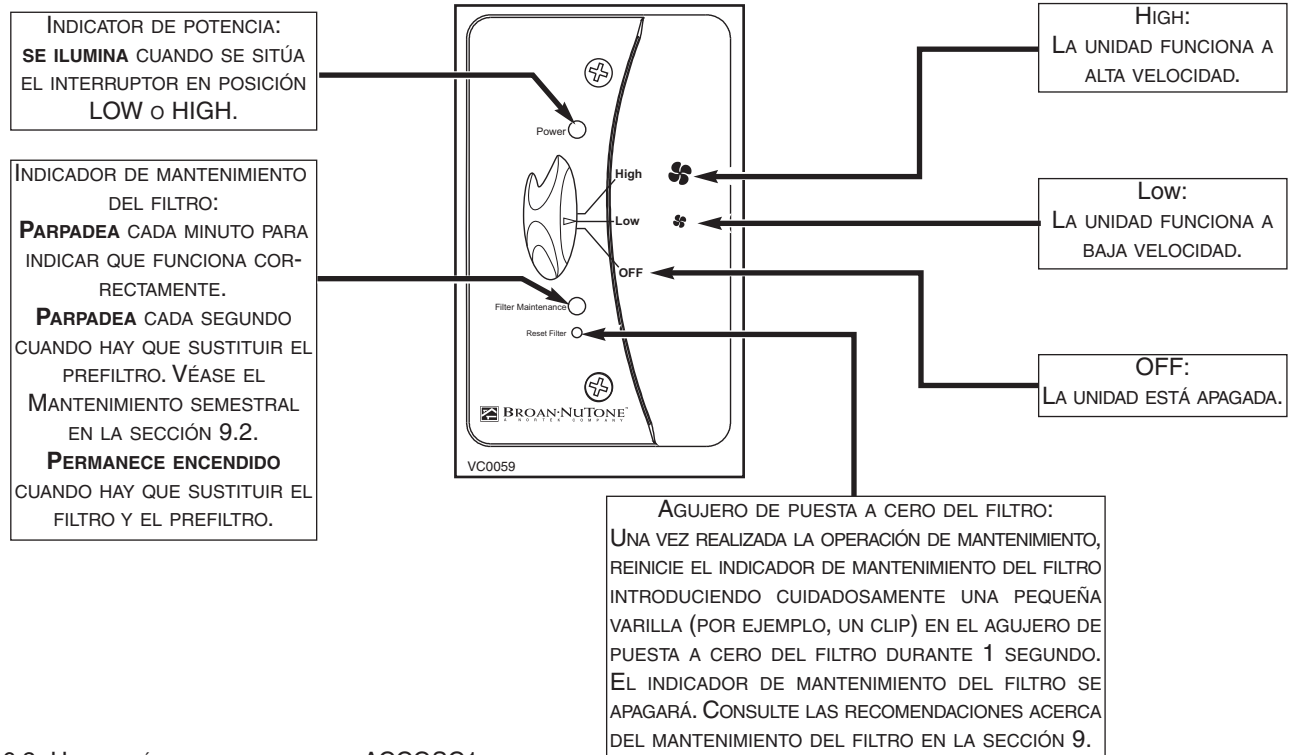 INDICATOR DE POTENCIA:
SE ILUMINA CUANDO SE SITÚA
EL INTERRUPTOR EN POSICIÓN
LOW O HIGH.
INDICADOR DE MANTENIMIENTO
DEL FILTRO:
PARPADEA CADA MINUTO PARA
INDICAR QUE FUNCIONA COR-
RECTAMENTE.
PARPADEA CADA SEGUNDO
CUANDO HAY QUE SUSTITUIR EL
PREFILTRO. VÉASE EL
MANTENIMIENTO SEMESTRAL
EN LA SECCIÓN 9.2.
PERMANECE ENCENDIDO
CUANDO HAY QUE SUSTITUIR EL
FILTRO Y EL PREFILTRO.
Power
High
Low
OFF
Filter Maintenance
Reset Filter
BROAN·NUTONE
A NORTEK COMPANY
VC0059
HIGH:
LA UNIDAD FUNCIONA A
ALTA VELOCIDAD.
LOW:
LA UNIDAD FUNCIONA A
BAJA VELOCIDAD.
OFF:
LA UNIDAD ESTÁ APAGADA.
AGUJERO DE PUESTA A CERO DEL FILTRO:
UNA VEZ REALIZADA LA OPERACIÓN DE MANTENIMIENTO,
REINICIE EL INDICADOR DE MANTENIMIENTO DEL FILTRO
INTRODUCIENDO CUIDADOSAMENTE UNA PEQUEÑA
VARILLA (POR EJEMPLO, UN CLIP) EN EL AGUJERO DE
PUESTA A CERO DEL FILTRO DURANTE 1 SEGUNDO.
EL INDICADOR DE MANTENIMIENTO DEL FILTRO SE
APAGARÁ. CONSULTE LAS RECOMENDACIONES ACERCA
DEL MANTENIMIENTO DEL FILTRO EN LA SECCIÓN 9.